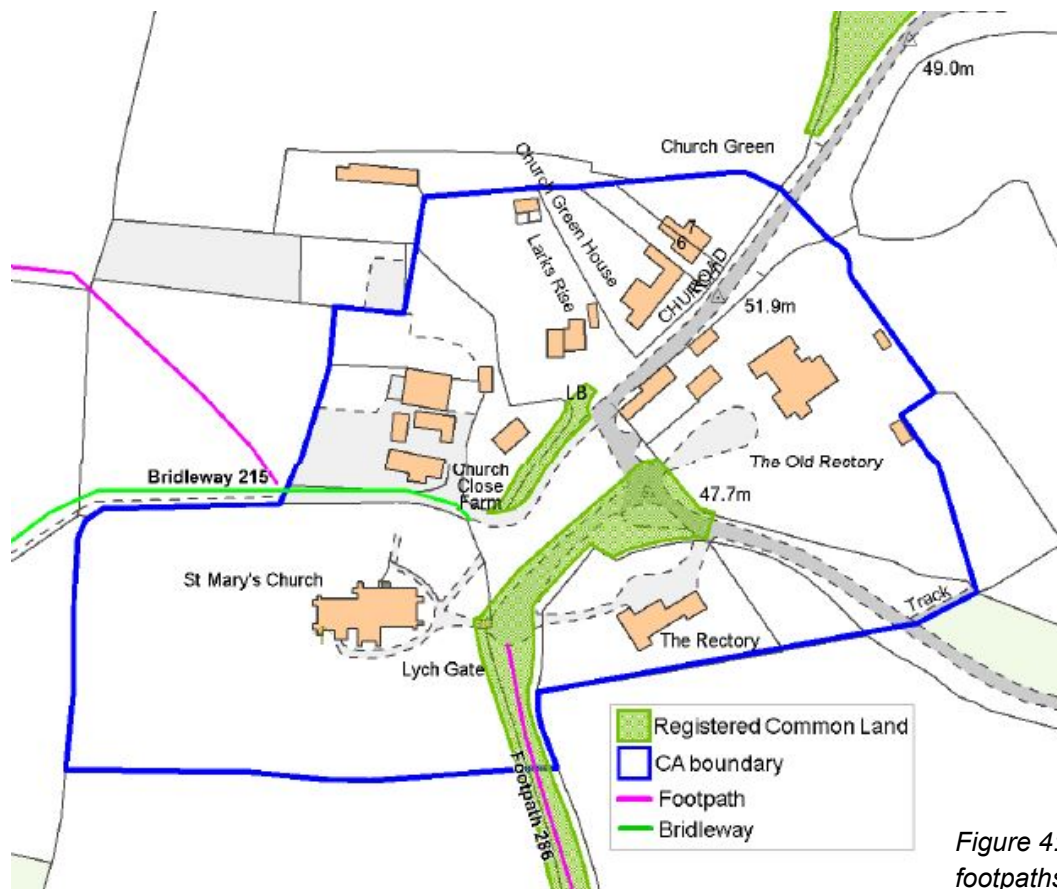 49.0m
Church Green
Church Green House
7
6
Larks Rise
CHURCH ROAD
51.9m
LB
The Old Rectory
Bridleway 215
Church
Close
Farm
47.7m
St Mary's Church
Track
The Rectory
Lych Gate
Footpath 286
Registered Common Land
CA boundary
Footpath
Bridleway
Figure 4.
footpaths